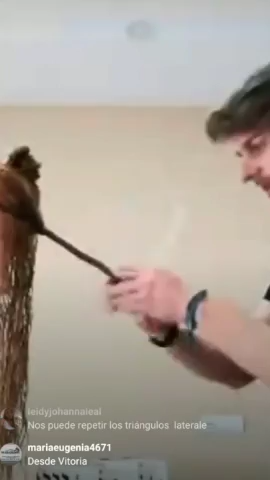 leidyjohannaleal
Nos puede repetir los triángulos laterale
mariaeugenia4671
Desde Vitoria